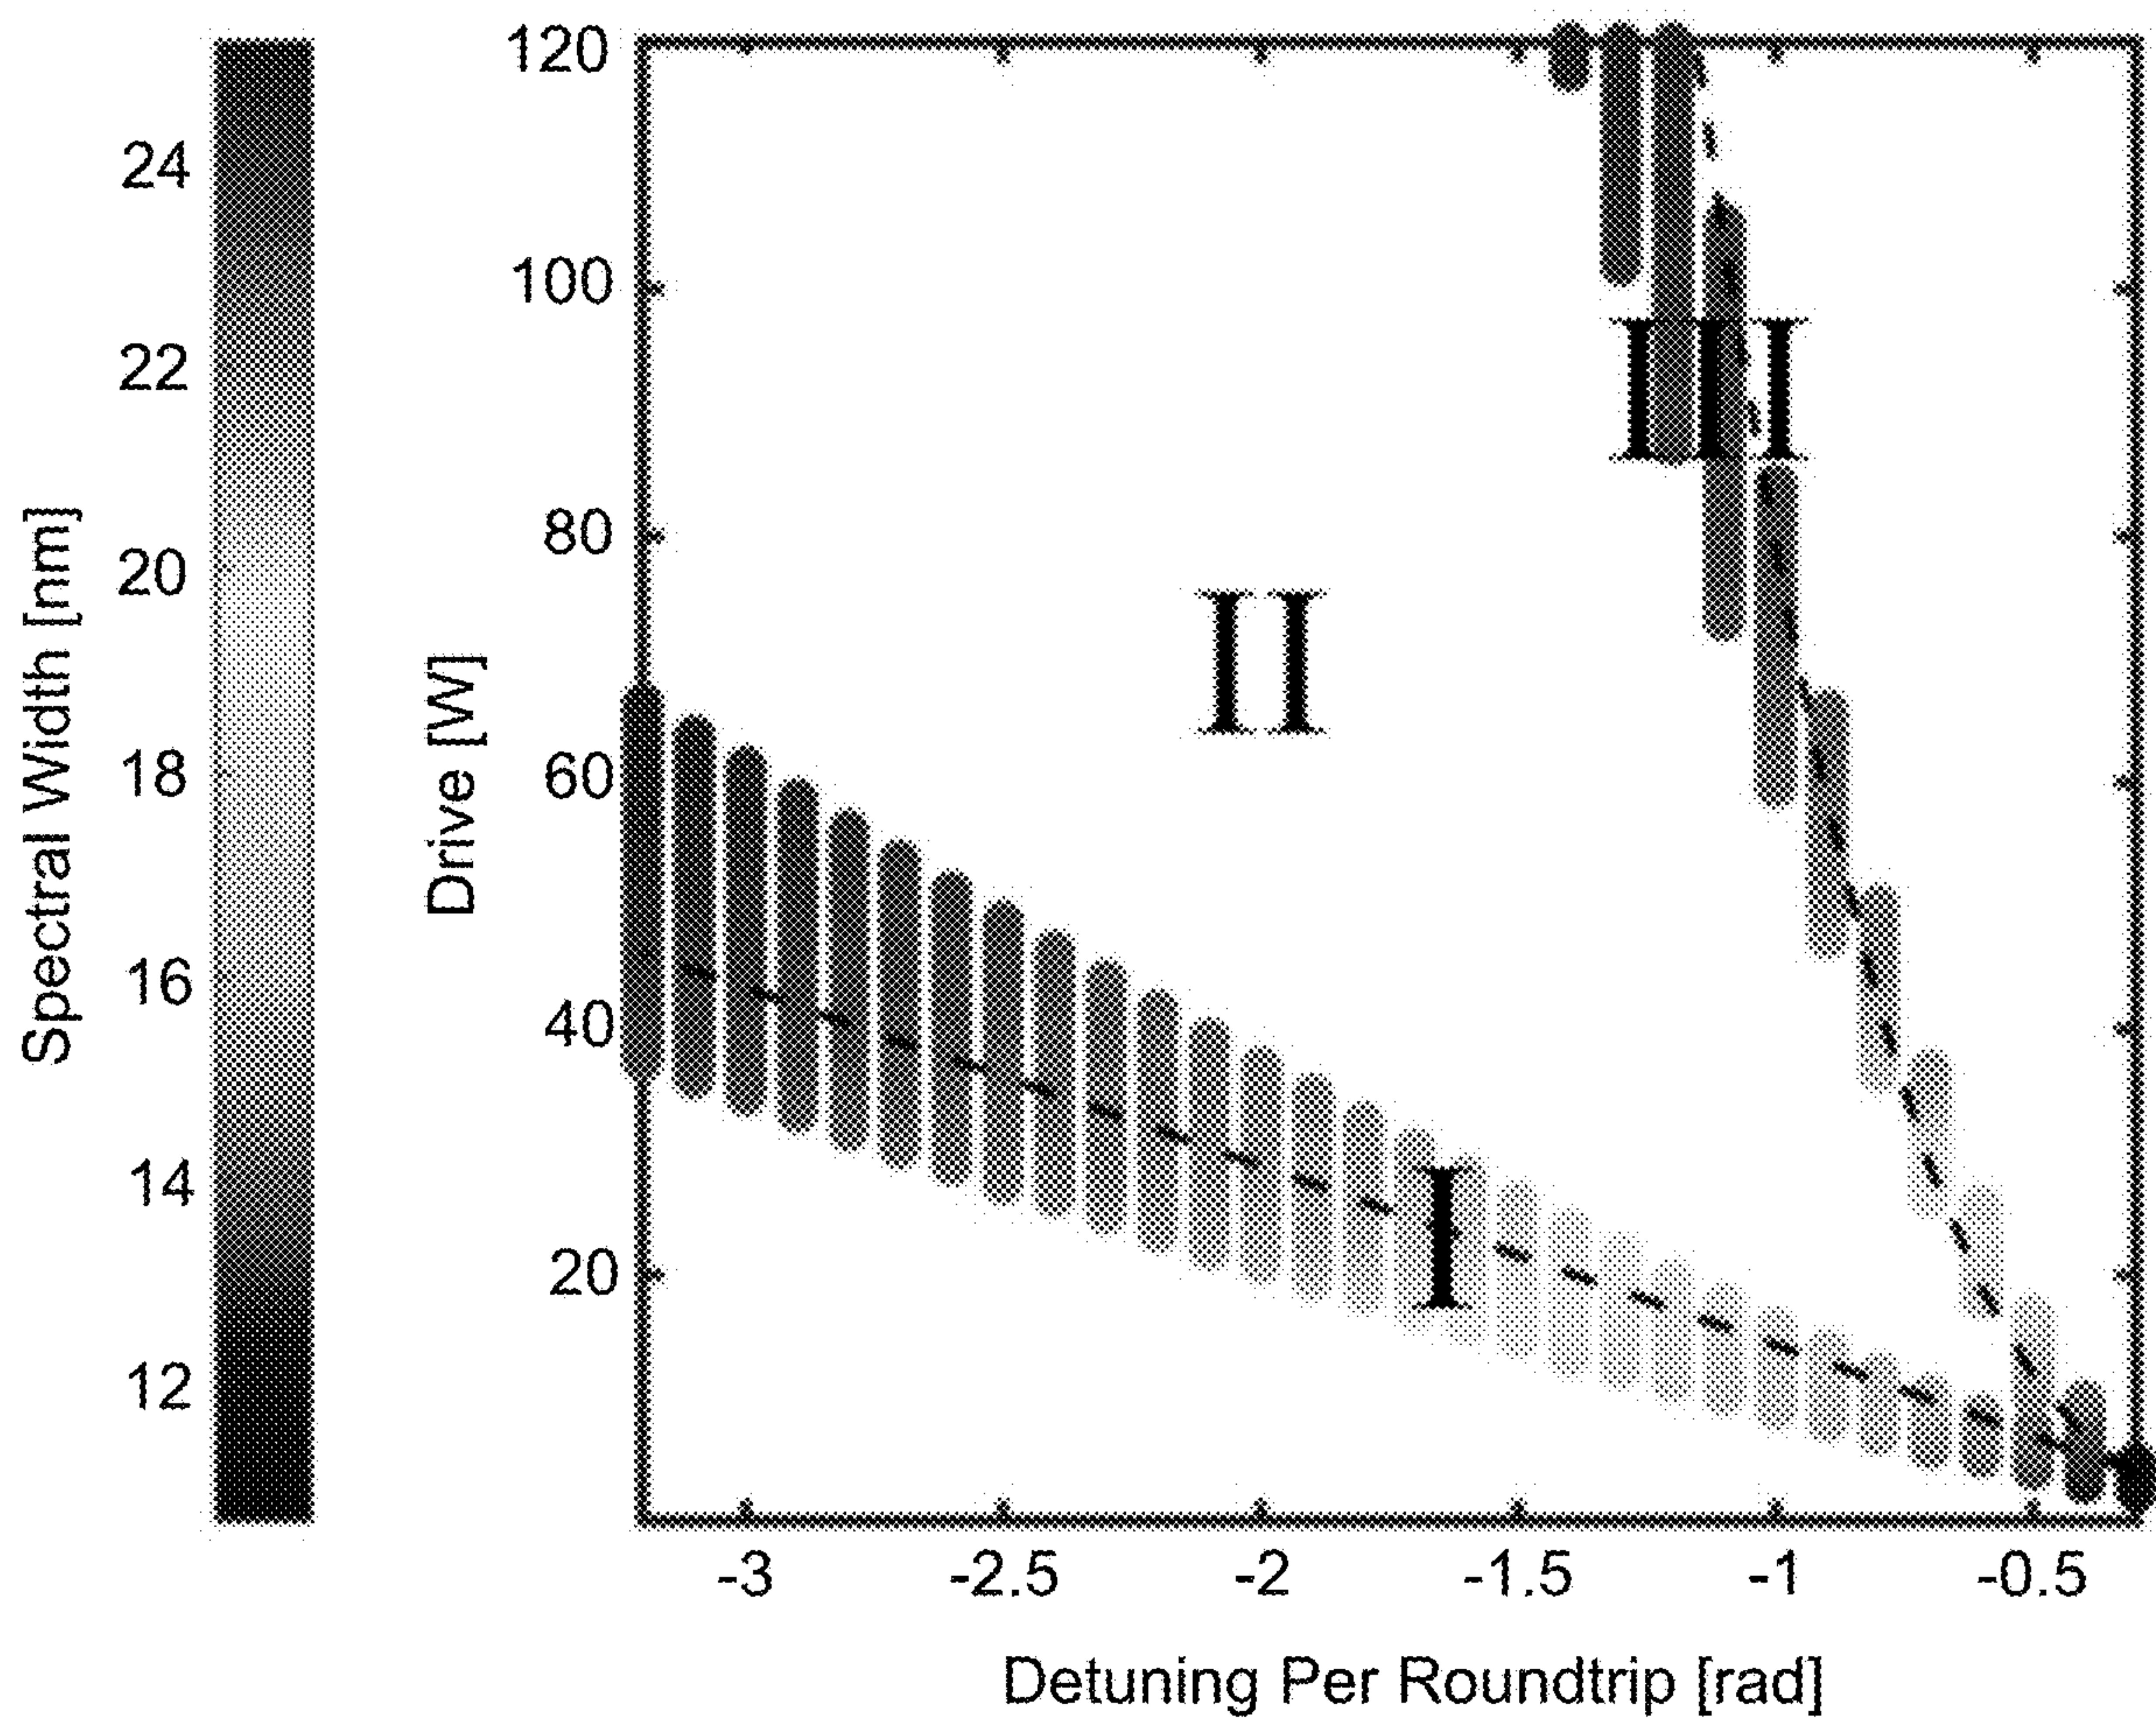 Spectral Width [nm]
24
22
20
18
16
14
12
Drive [W]
120
100
80
60
40
20
III
II
I
-3 -2.5 -2 -1.5 -1 -0.5
Detuning Per Roundtrip [rad]